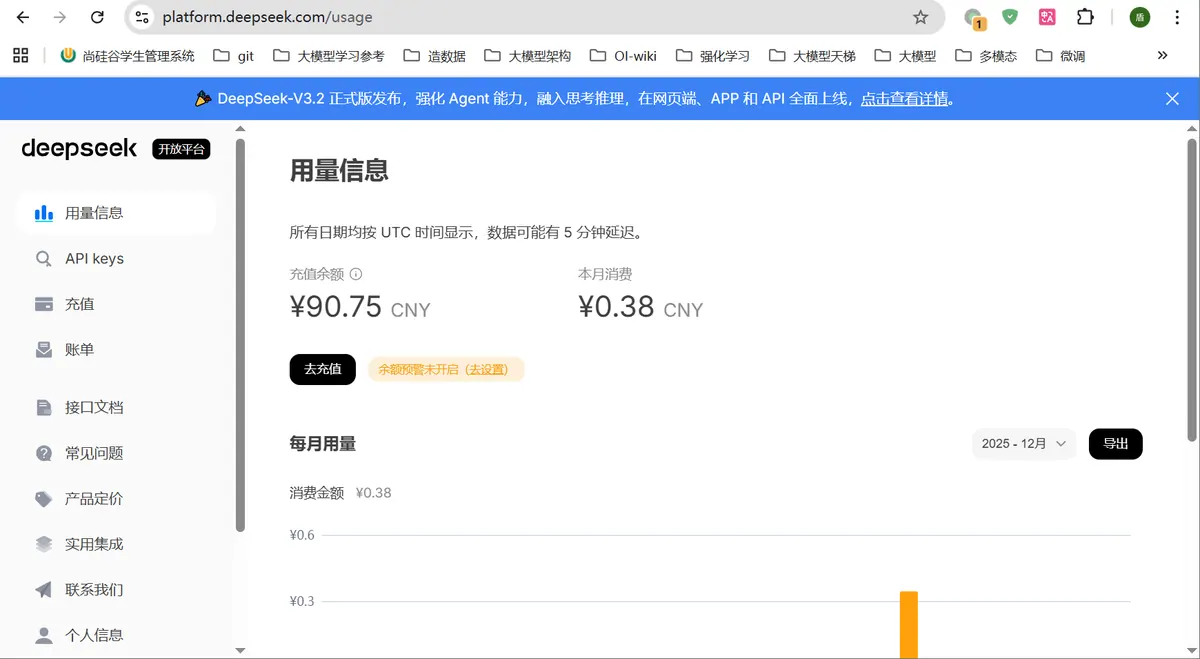 platform.deepseek.com/usage
1
盾
尚硅谷学生管理系统 git 大模型学习参考 造数据 大模型架构 OI-wiki 强化学习 大模型天梯 大模型 多模态 微调
DeepSeek-V3.2 正式版发布，强化 Agent 能力，融入思考推理，在网页端、APP 和 API 全面上线，点击查看详情。
deepseek 开放平台
用量信息
API keys
充值
账单
接口文档
常见问题
产品定价
实用集成
联系我们
个人信息
用量信息
所有日期均按 UTC 时间显示，数据可能有 5 分钟延迟。
充值余额 本月消费
¥90.75 CNY ¥0.38 CNY
去充值 余额预警未开启（去设置）
每月用量 2025 - 12月 导出
消费金额 ¥0.38
¥0.6
¥0.3